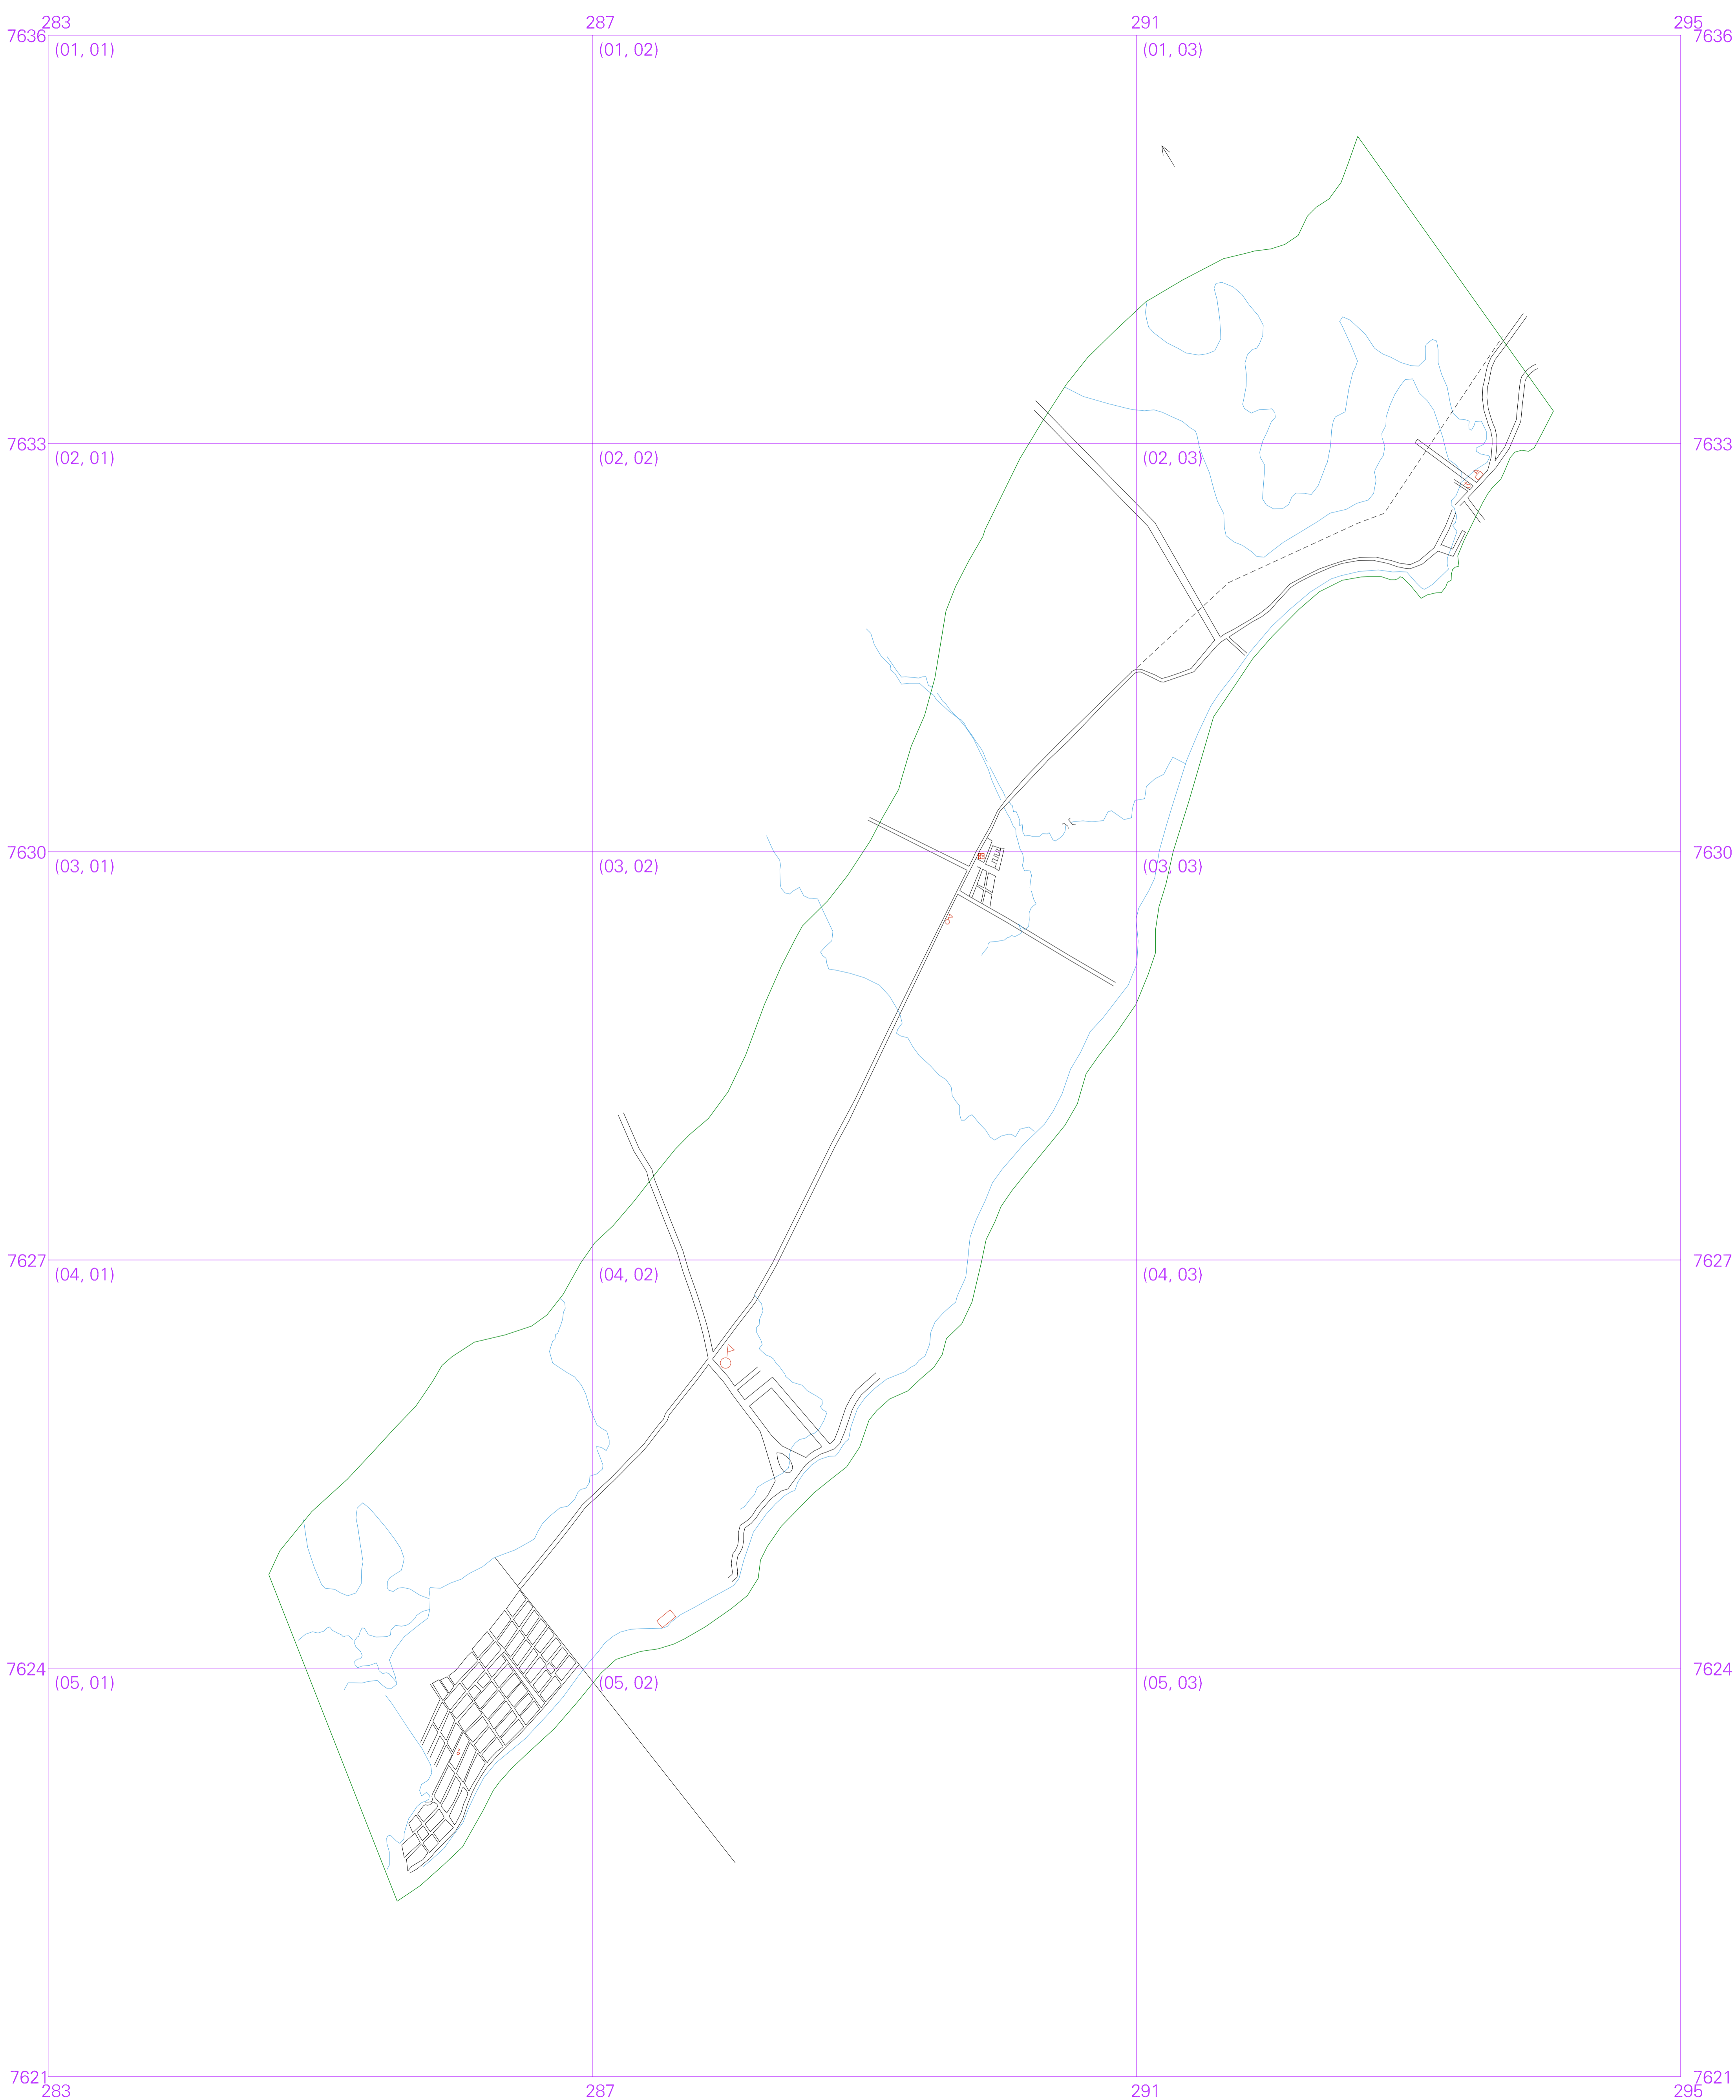 283 287 291 295
7636 7636
(01, 01) (01, 02) (01, 03)
7633 7633
(02, 01) (02, 02) (02, 03)
7630 7630
(03, 01) (03, 02) (03, 03)
7627 7627
(04, 01) (04, 02) (04, 03)
7624 7624
(05, 01) (05, 02) (05, 03)
7621 7621
283 287 291 295